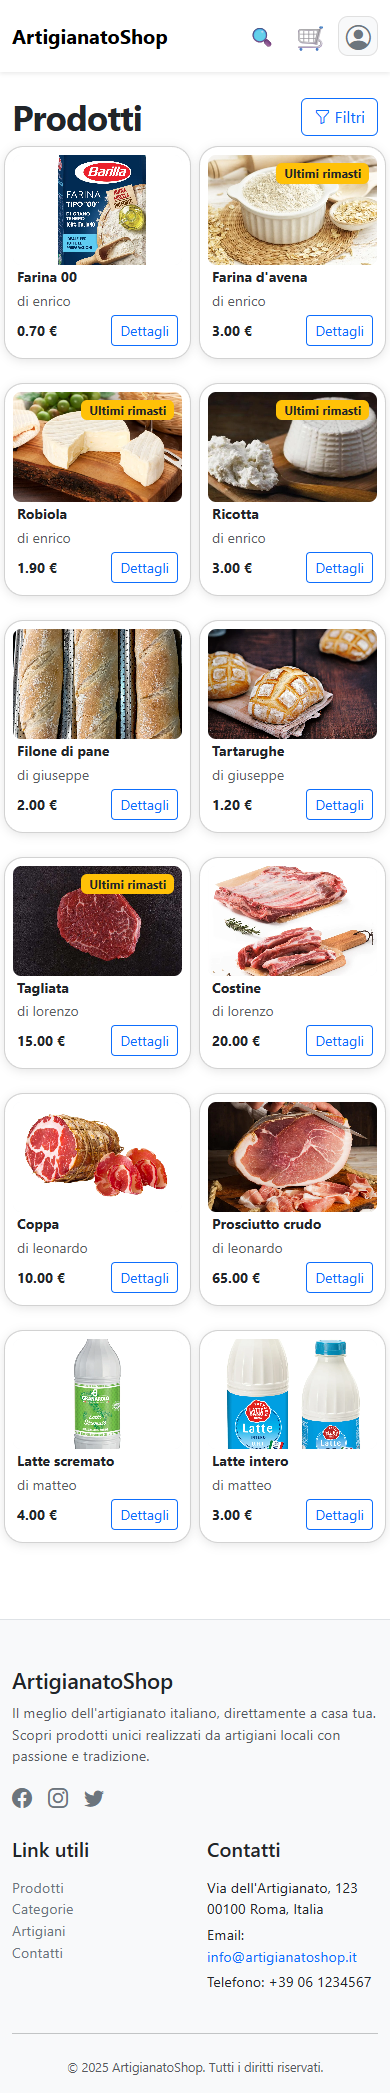 ArtigianatoShop
Prodotti
Filtri
Barilla
FARINA
TIPO "00"
DI GRANO
TENERO
Farina 00
di enrico
0.70 €
Dettagli
Ultimi rimasti
Farina d'avena
di enrico
3.00 €
Dettagli
Ultimi rimasti
Robiola
di enrico
1.90 €
Dettagli
Ultimi rimasti
Ricotta
di enrico
3.00 €
Dettagli
Filone di pane
di giuseppe
2.00 €
Dettagli
Tartarughe
di giuseppe
1.20 €
Dettagli
Ultimi rimasti
Tagliata
di lorenzo
15.00 €
Dettagli
Costine
di lorenzo
20.00 €
Dettagli
Coppa
di leonardo
10.00 €
Dettagli
Prosciutto crudo
di leonardo
65.00 €
Dettagli
Latte scremato
di matteo
4.00 €
Dettagli
Latte
Latte intero
di matteo
3.00 €
Dettagli
ArtigianatoShop
Il meglio dell'artigianato italiano, direttamente a casa tua.
Scopri prodotti unici realizzati da artigiani locali con
passione e tradizione.
Link utili
Prodotti
Categorie
Artigiani
Contatti
Contatti
Via dell'Artigianato, 123
00100 Roma, Italia
Email:
info@artigianatoshop.it
Telefono: +39 06 1234567
© 2025 ArtigianatoShop. Tutti i diritti riservati.